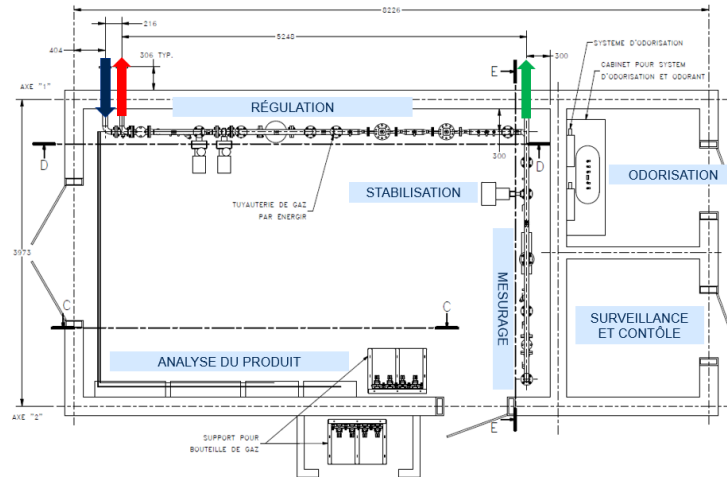 8226
216
5248
404
306 TYP.
300
E
SYSTÈME D'ODORISATION
CABINET POUR SYSTEM
D'ODORISATION ET ODORANT
AXE "1"
RÉGULATION
300
D
D
ODORISATION
STABILISATION
TUYAUTERIE DE GAZ
PAR ÉNERGIR
3973
MESURAGE
C
C
SURVEILLANCE
ET CONTÔLE
ANALYSE DU PRODUIT
AXE "2"
SUPPORT POUR
BOUTEILLE DE GAZ
E